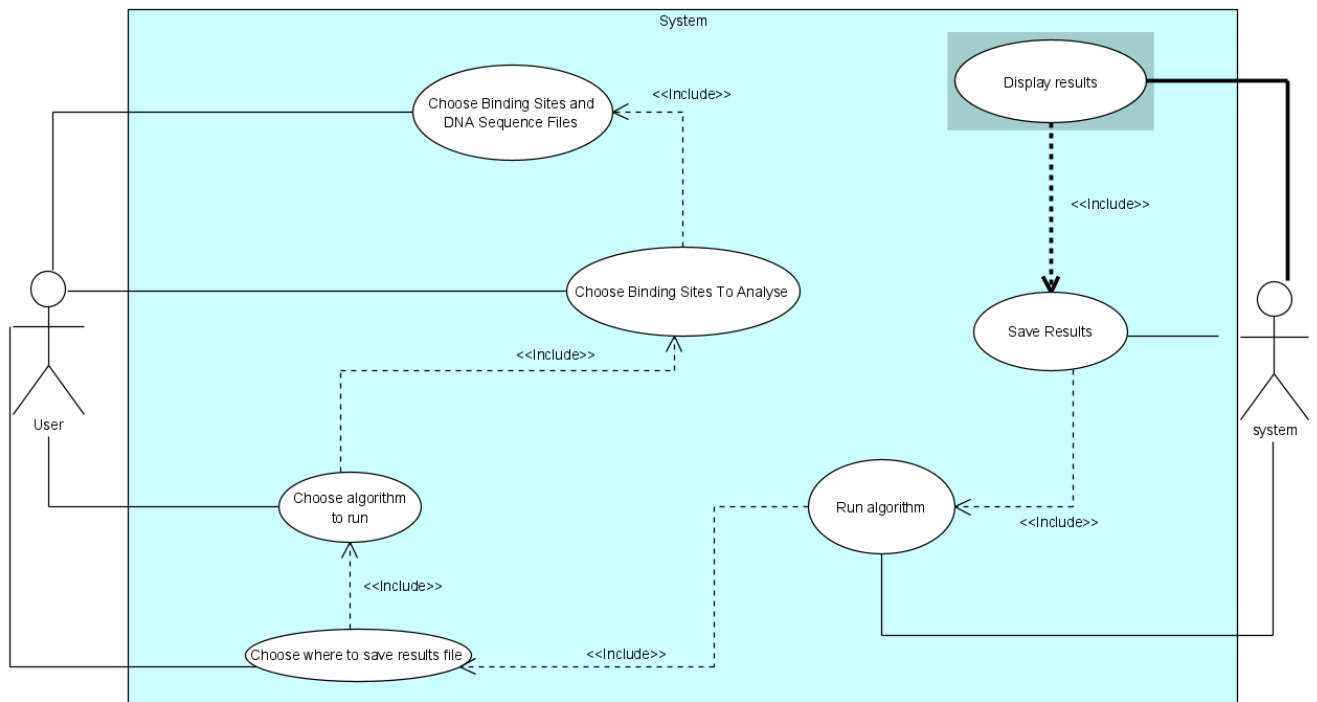 System
Choose Binding Sites and
DNA Sequence Files
<<Include>>
Display results
<<Include>>
Choose Binding Sites To Analyse
Save Results
<<Include>>
User
system
Choose algorithm
to run
Run algorithm
<<Include>>
<<Include>>
Choose where to save results file
<<Include>>